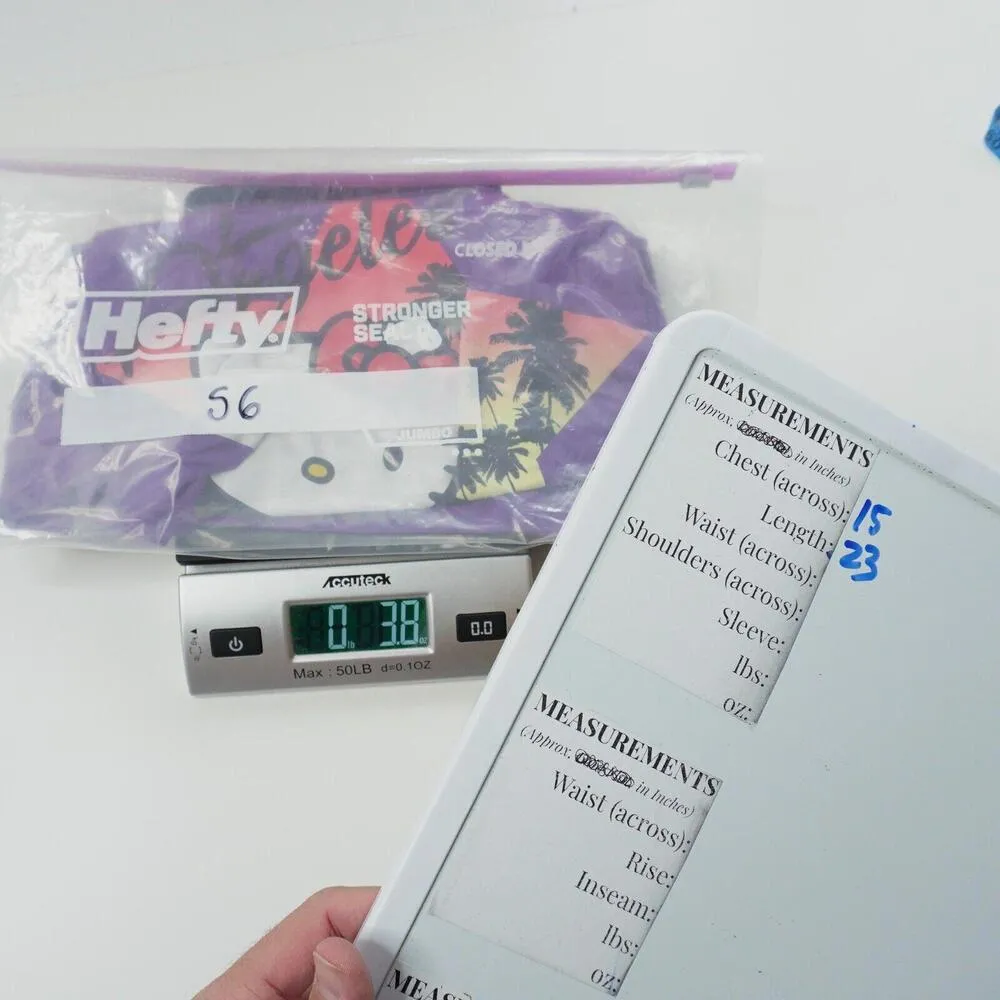 CLOSED
Hefty®
STRONGER
SEAL
56
JUMBO
Accuteck
0 lb 3.8 oz
0.0
Max : 50LB d=0.1OZ
MEASUREMENTS
(Approx. in Inches)
Chest (across): 15
Length: 23
Waist (across):
Shoulders (across):
Sleeve:
lbs:
oz:
MEASUREMENTS
(Approx. in Inches)
Waist (across):
Rise:
Inseam:
lbs:
oz: